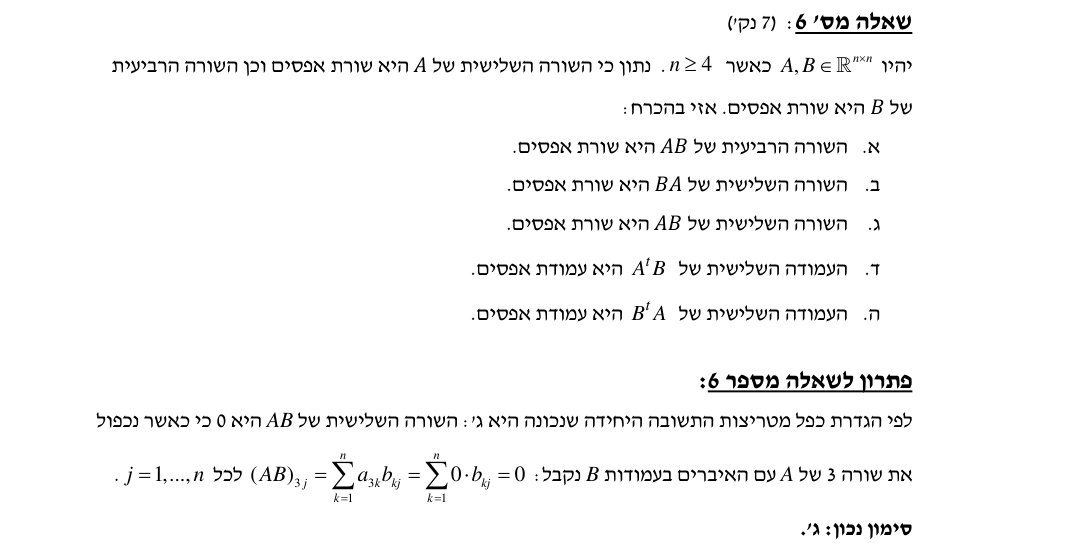 שאלה מס׳ 6 : (7 נק׳)
יהיו A, B ∈ ℝⁿˣⁿ כאשר n ≥ 4 . נתון כי השורה השלישית של A היא שורת אפסים וכן השורה הרביעית
של B היא שורת אפסים. אזי בהכרח:
א. השורה הרביעית של AB היא שורת אפסים.
ב. השורה השלישית של BA היא שורת אפסים.
ג. השורה השלישית של AB היא שורת אפסים.
ד. העמודה השלישית של AᵗB היא עמודת אפסים.
ה. העמודה השלישית של BᵗA היא עמודת אפסים.
פתרון לשאלה מספר 6:
לפי הגדרת כפל מטריצות התשובה היחידה שנכונה היא ג׳: השורה השלישית של AB היא 0 כי כאשר נכפול
את שורה 3 של A עם האיברים בעמודות B נקבל: (AB)_{3j} = \sum_{k=1}^{n} a_{3k} b_{kj} = \sum_{k=1}^{n} 0 · b_{kj} = 0 לכל j = 1,...,n .
סימון נכון: ג׳.